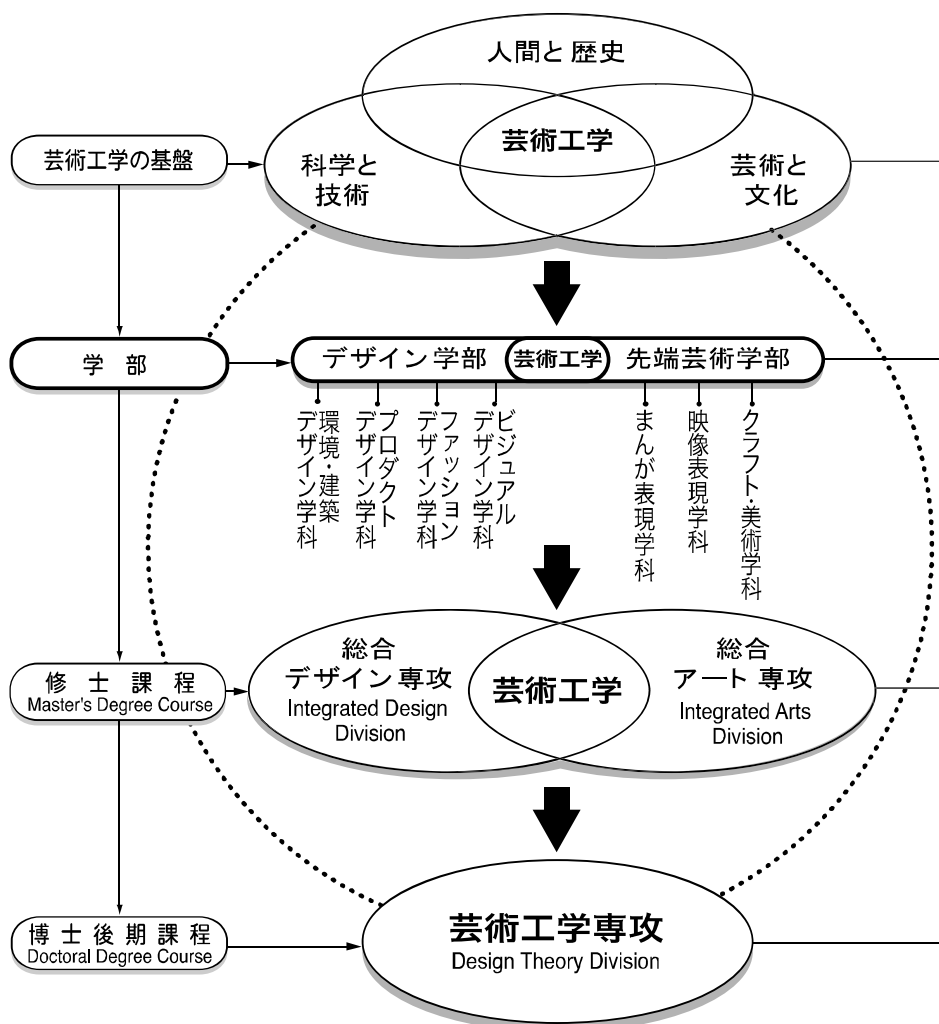 人間と歴史
芸術工学の基盤
芸術工学
科学と
技術
芸術と
文化
学部
デザイン学部
芸術工学
先端芸術学部
環境・建築
デザイン学科
プロダクト
デザイン学科
ファッション
デザイン学科
ビジュアル
デザイン学科
まんが表現学科
映像表現学科
クラフト・美術学科
修士課程
Master's Degree Course
総合
デザイン専攻
Integrated Design
Division
芸術工学
総合
アート専攻
Integrated Arts
Division
博士後期課程
Doctoral Degree Course
芸術工学専攻
Design Theory Division